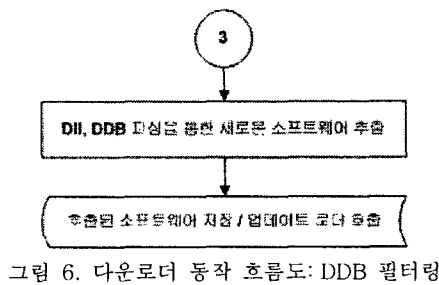 3
DII, DDB 파싱을 통한 새로운 소프트웨어 추출
추출된 소프트웨어 저장 / 업데이트 로더 호출
그림 6. 다운로더 동작 흐름도: DDB 필터링